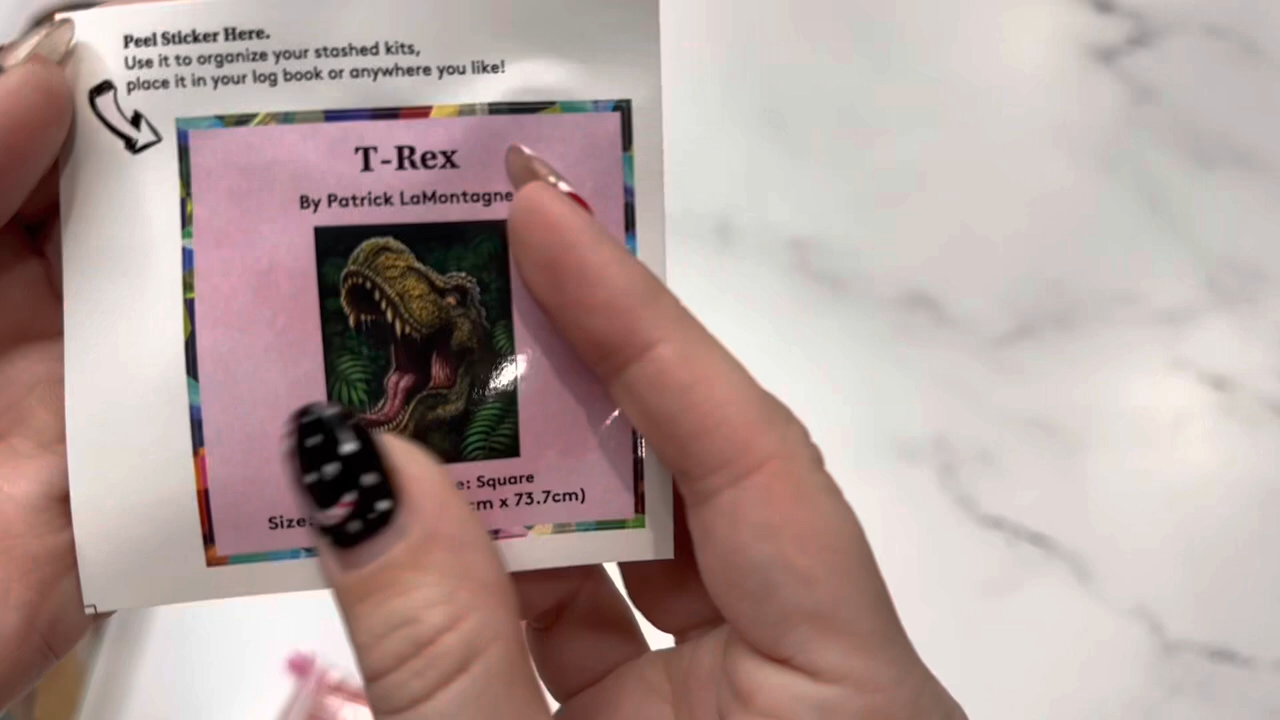 Peel Sticker Here.
Use it to organize your stashed kits,
place it in your log book or anywhere you like!
T-Rex
By Patrick LaMontagne
e: Square
Size: cm x 73.7cm)